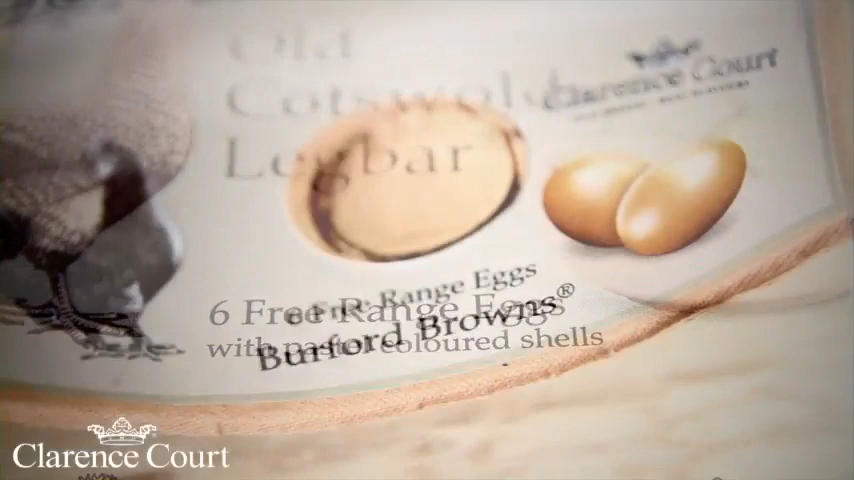 Old
Cotswold
Legbar
Clarence Court
6 Free Range Eggs
Burford Browns®
6 Free Range Eggs
with pastel coloured shells
Clarence Court